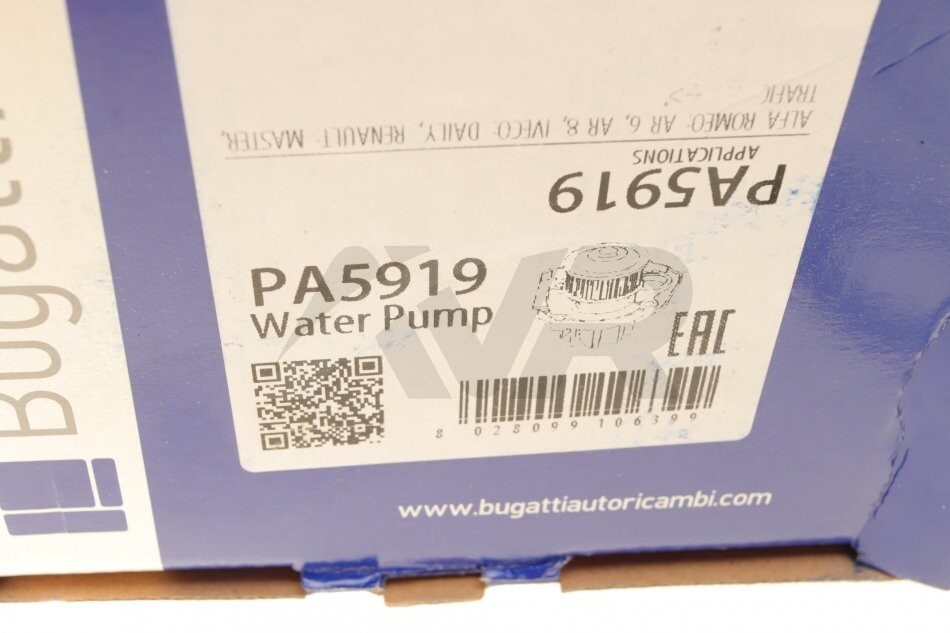 Bugatti
TRAFIC
ALFA ROMEO: AR 6, AR 8, IVECO: DAILY, RENAULT: MASTER,
APPLICATIONS
PA5919
PA5919
Water Pump
AVR
EAC
8 028099 106399
www.bugattiautoricambi.com